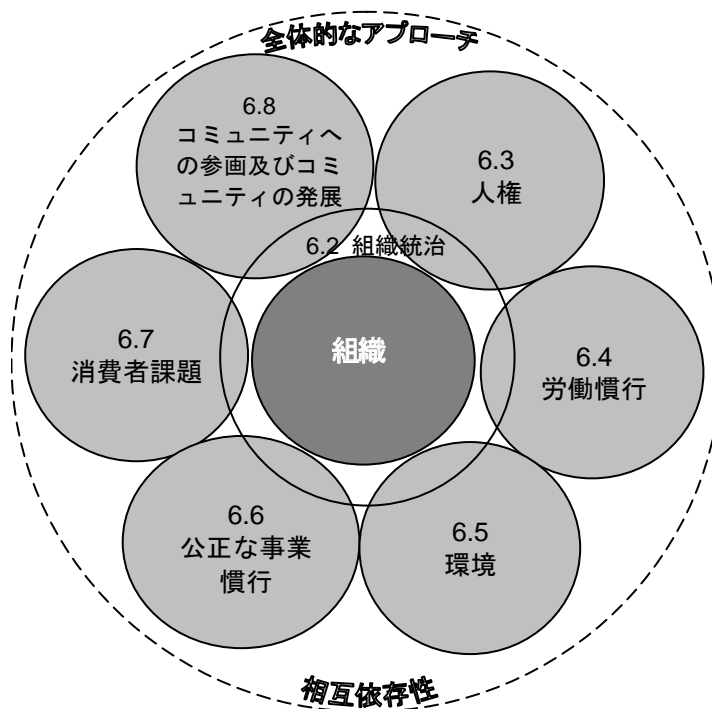 全体的なアプローチ
6.8
コミュニティへ
の参画及びコミ
ュニティの発展
6.3
人権
6.2 組織統治
組織
6.7
消費者課題
6.4
労働慣行
6.6
公正な事業
慣行
6.5
環境
相互依存性